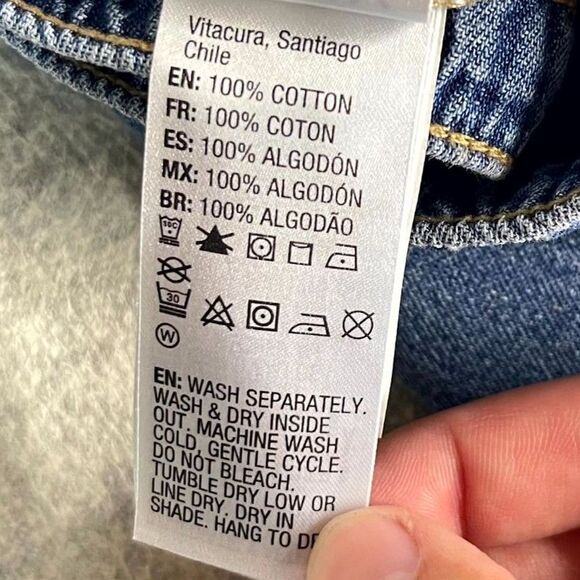 Vitacura, Santiago
Chile
EN: 100% COTTON
FR: 100% COTON
ES: 100% ALGODÓN
MX: 100% ALGODÓN
BR: 100% ALGODÃO
30
W
EN: WASH SEPARATELY.
WASH & DRY INSIDE
OUT. MACHINE WASH
COLD, GENTLE CYCLE.
DO NOT BLEACH.
TUMBLE DRY LOW OR
LINE DRY. DRY IN
SHADE. HANG TO